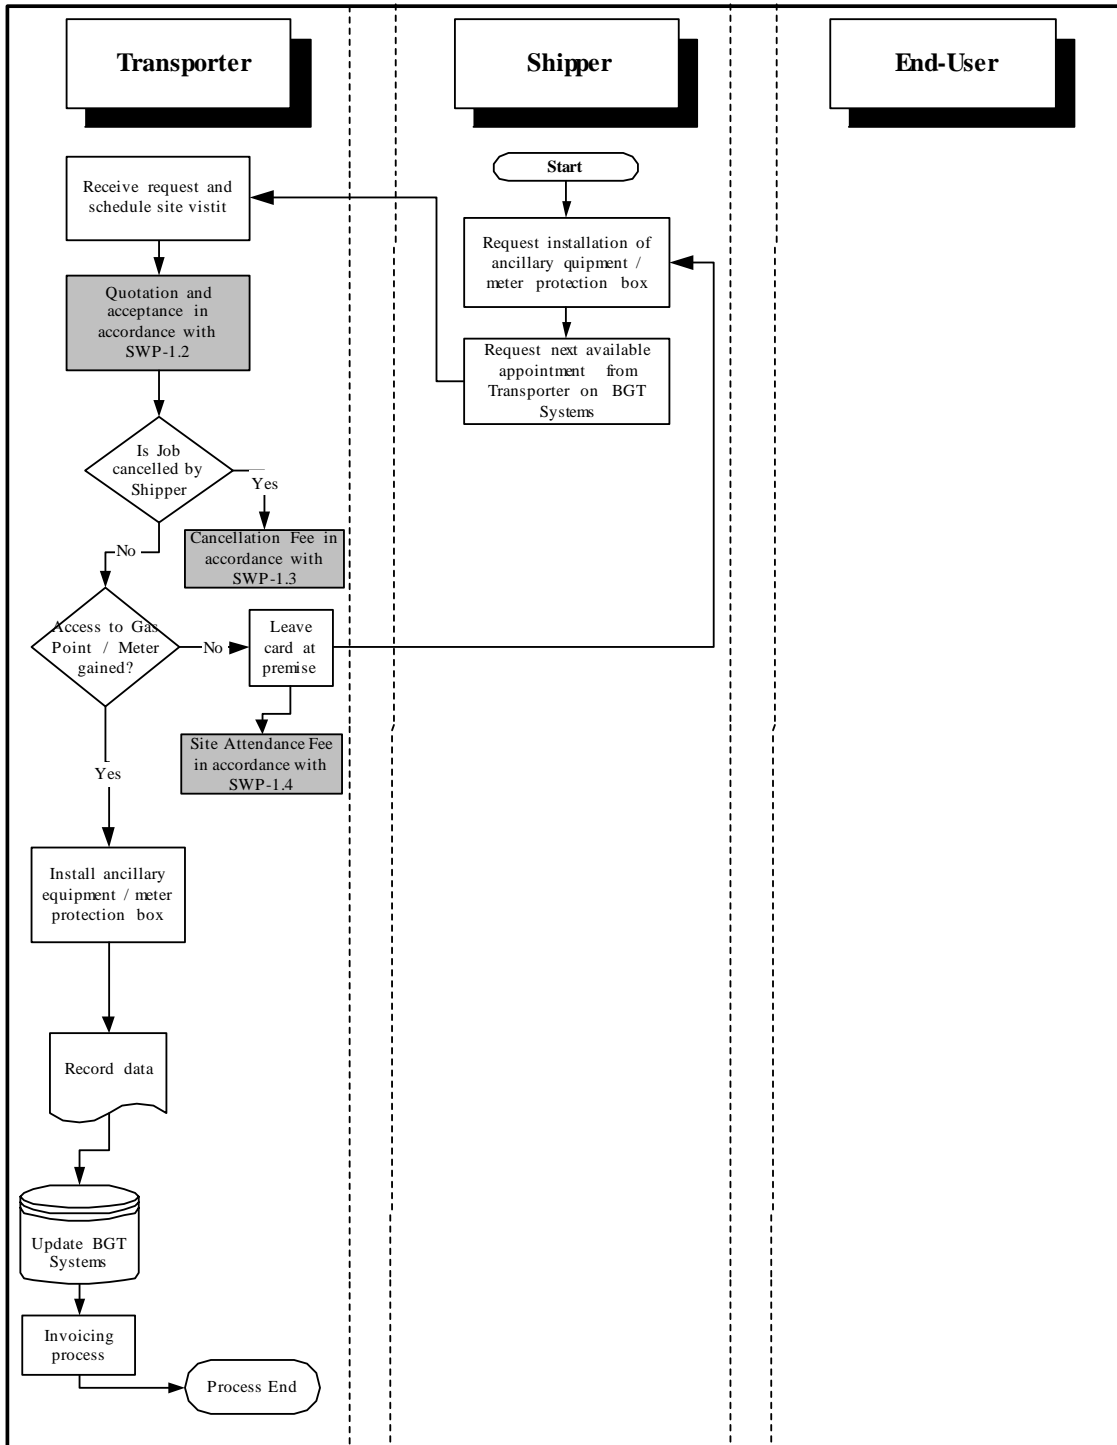 Transporter
Shipper
End-User
Start
Receive request and
schedule site vistit
Request installation of
ancillary quipment /
meter protection box
Quotation and
acceptance in
accordance with
SWP-1.2
Request next available
appointment from
Transporter on BGT
Systems
Is Job
cancelled by
Shipper
Yes
Cancellation Fee in
accordance with
SWP-1.3
No
Access to Gas
Point / Meter
gained?
No
Leave
card at
premise
Site Attendance Fee
in accordance with
SWP-1.4
Yes
Install ancillary
equipment / meter
protection box
Record data
Update BGT
Systems
Invoicing
process
Process End